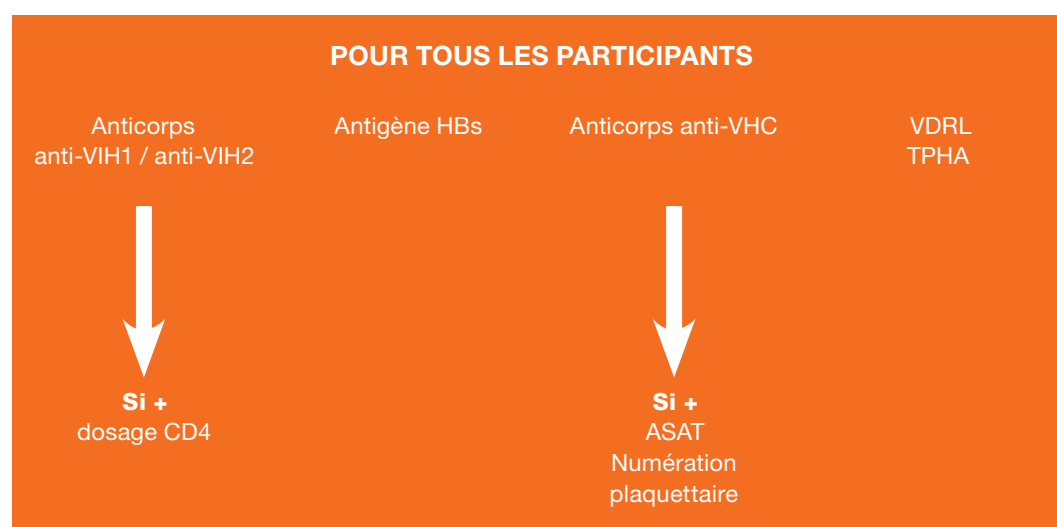 POUR TOUS LES PARTICIPANTS
Anticorps
anti-VIH1 / anti-VIH2
Antigène HBs
Anticorps anti-VHC
VDRL
TPHA
Si +
dosage CD4
Si +
ASAT
Numération
plaquettaire